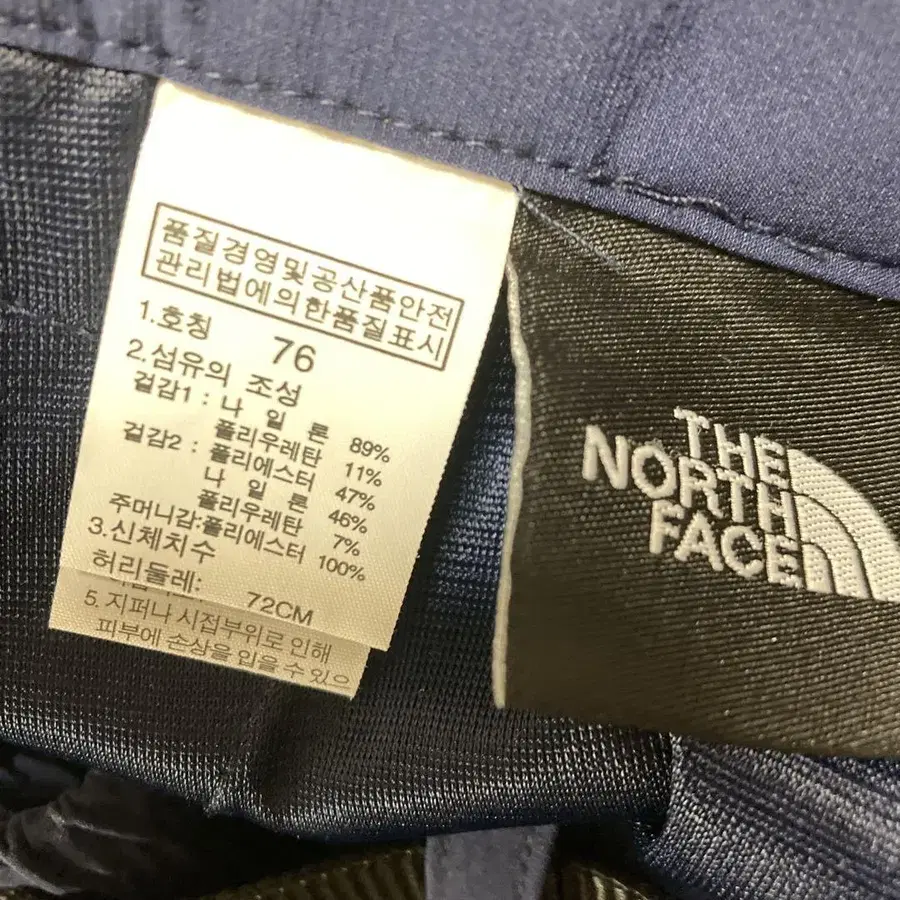 품질경영및공산품안전
관리법에의한품질표시
1.호칭 76
2.섬유의 조성
겉감1 : 나 일 론 89%
폴리우레탄 11%
겉감2 : 폴리에스터 47%
나 일 론 46%
폴리우레탄 7%
주머니감:폴리에스터 100%
3.신체치수
허리둘레: 72CM
5. 지퍼나 시접부위로 인해
피부에 손상을 입을 수 있으
THE
NORTH
FACE